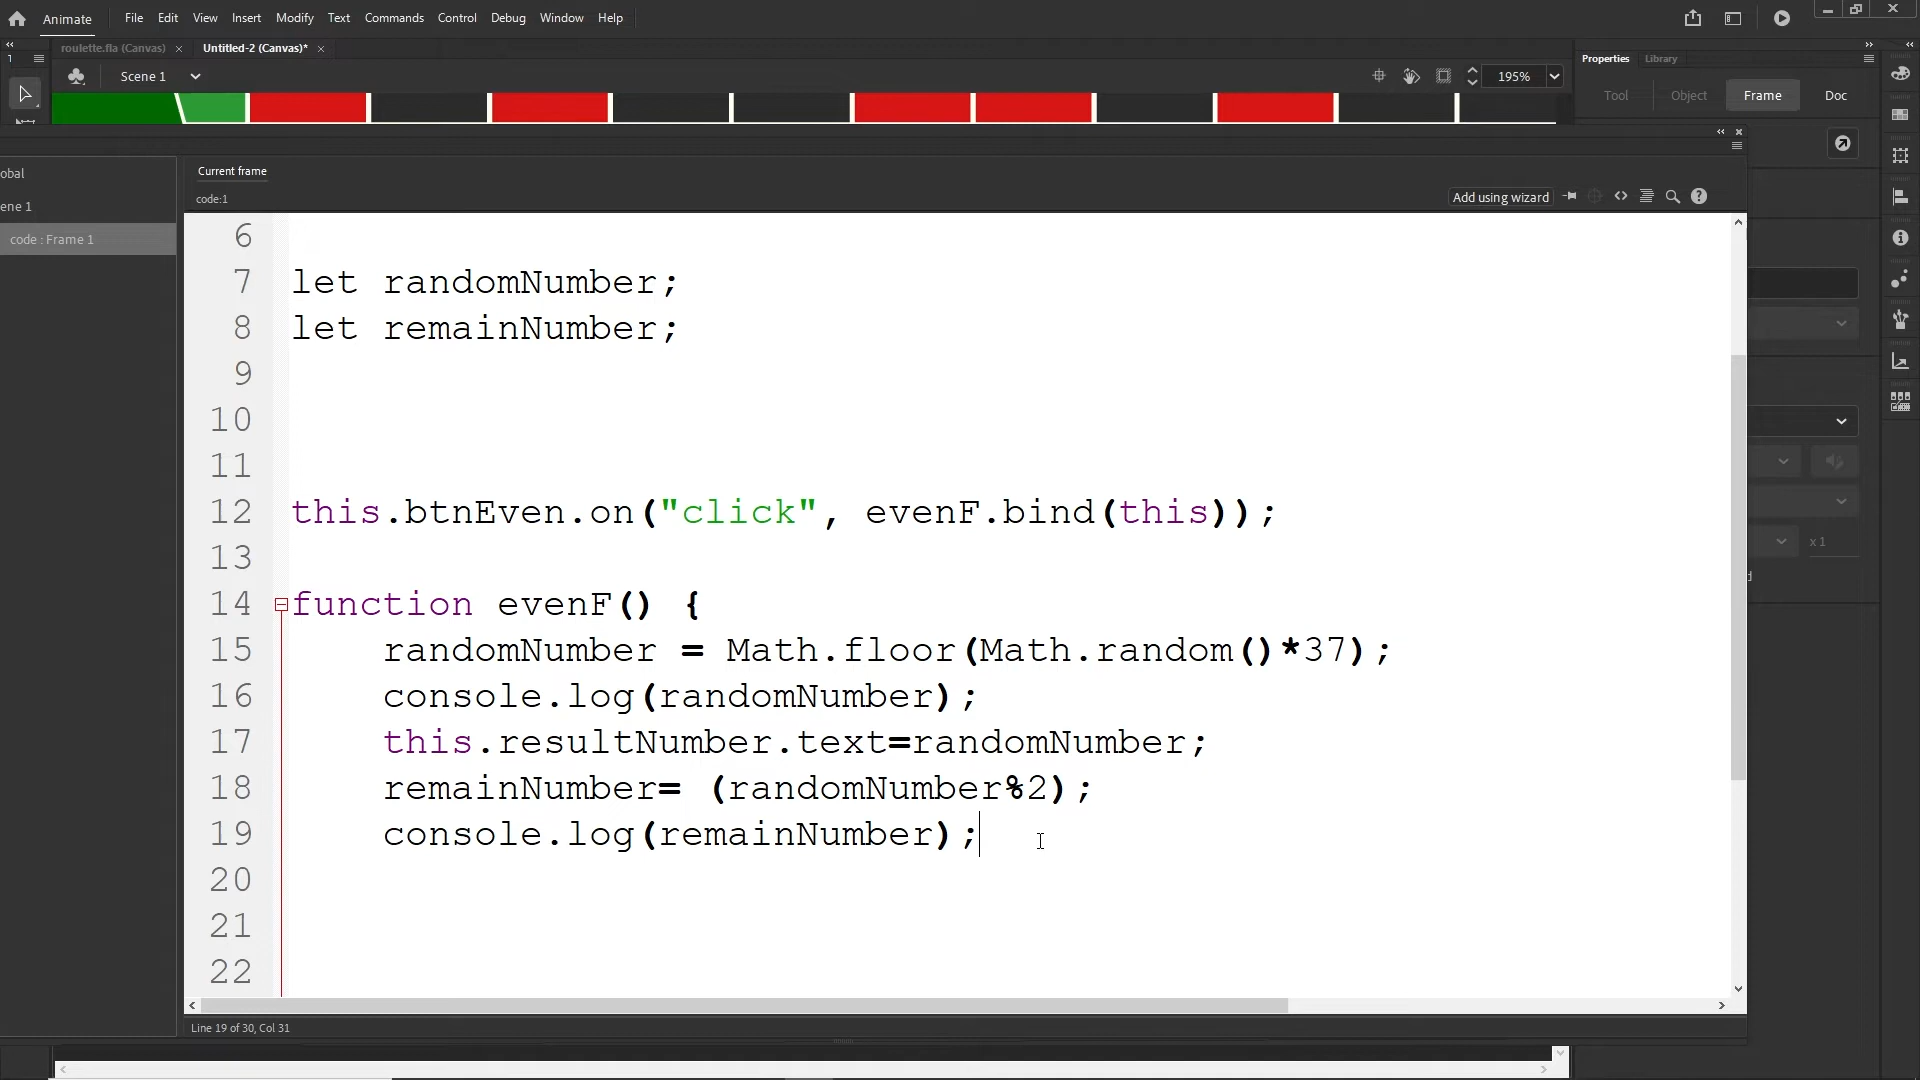 Animate File Edit View Insert Modify Text Commands Control Debug Window Help
roulette.fla (Canvas) × Untitled-2 (Canvas)* ×
1
Scene 1
195%
Properties Library
Tool Object Frame Doc
obal
ene 1
code : Frame 1
Current frame
code:1
Add using wizard
6
7 let randomNumber;
8 let remainNumber;
9
10
11
12 this.btnEven.on("click", evenF.bind(this));
13
14 function evenF() {
15 randomNumber = Math.floor(Math.random()*37);
16 console.log(randomNumber);
17 this.resultNumber.text=randomNumber;
18 remainNumber= (randomNumber%2);
19 console.log(remainNumber);
20
21
22
x 1
d
Line 19 of 30, Col 31